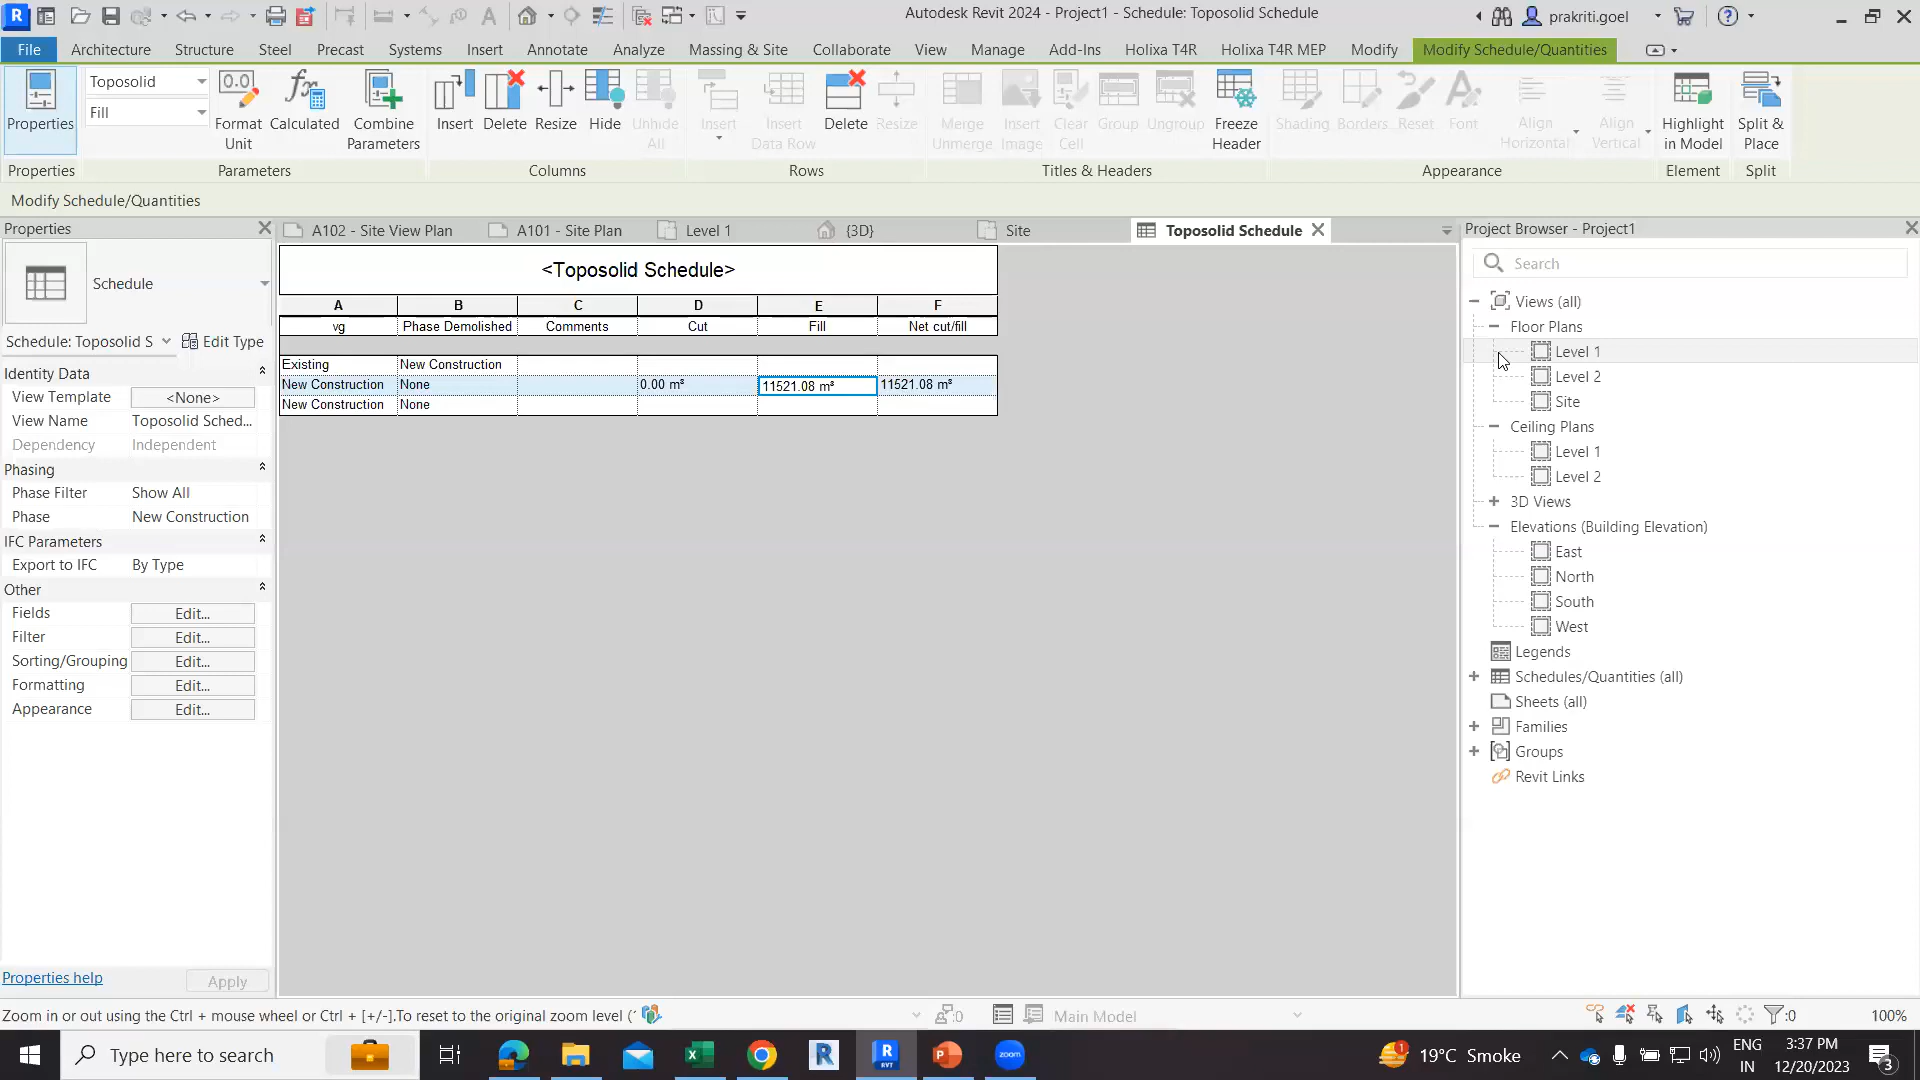 Autodesk Revit 2024 - Project1 - Schedule: Toposolid Schedule
prakriti.goel
File Architecture Structure Steel Precast Systems Insert Annotate Analyze Massing & Site Collaborate View Manage Add-Ins Holixa T4R Holixa T4R MEP Modify Modify Schedule/Quantities
Properties
Toposolid
Fill
0.0
Format Unit
Calculated
Combine Parameters
Insert
Delete
Resize
Hide
Unhide All
Insert
Insert Data Row
Delete
Resize
Merge Unmerge
Insert Image
Clear Cell
Group
Ungroup
Freeze Header
Shading
Borders
Reset
Font
Align Horizontal
Align Vertical
Highlight in Model
Split & Place
Properties Parameters Columns Rows Titles & Headers Appearance Element Split
Modify Schedule/Quantities
Properties
Schedule
Schedule: Toposolid S
Edit Type
Identity Data
View Template <None>
View Name Toposolid Sched...
Dependency Independent
Phasing
Phase Filter Show All
Phase New Construction
IFC Parameters
Export to IFC By Type
Other
Fields Edit...
Filter Edit...
Sorting/Grouping Edit...
Formatting Edit...
Appearance Edit...
Properties help
Apply
A102 - Site View Plan A101 - Site Plan Level 1 {3D} Site Toposolid Schedule
<Toposolid Schedule>
A B C D E F
vg Phase Demolished Comments Cut Fill Net cut/fill
Existing New Construction
New Construction None 0.00 m³ 11521.08 m³ 11521.08 m³
New Construction None
Project Browser - Project1
Search
Views (all)
Floor Plans
Level 1
Level 2
Site
Ceiling Plans
Level 1
Level 2
3D Views
Elevations (Building Elevation)
East
North
South
West
Legends
Schedules/Quantities (all)
Sheets (all)
Families
Groups
Revit Links
Zoom in or out using the Ctrl + mouse wheel or Ctrl + [+/-].To reset to the original zoom level (
:0
Main Model
:0
100%
Type here to search
zoom
1
19°C Smoke
ENG
IN
3:37 PM
12/20/2023
3